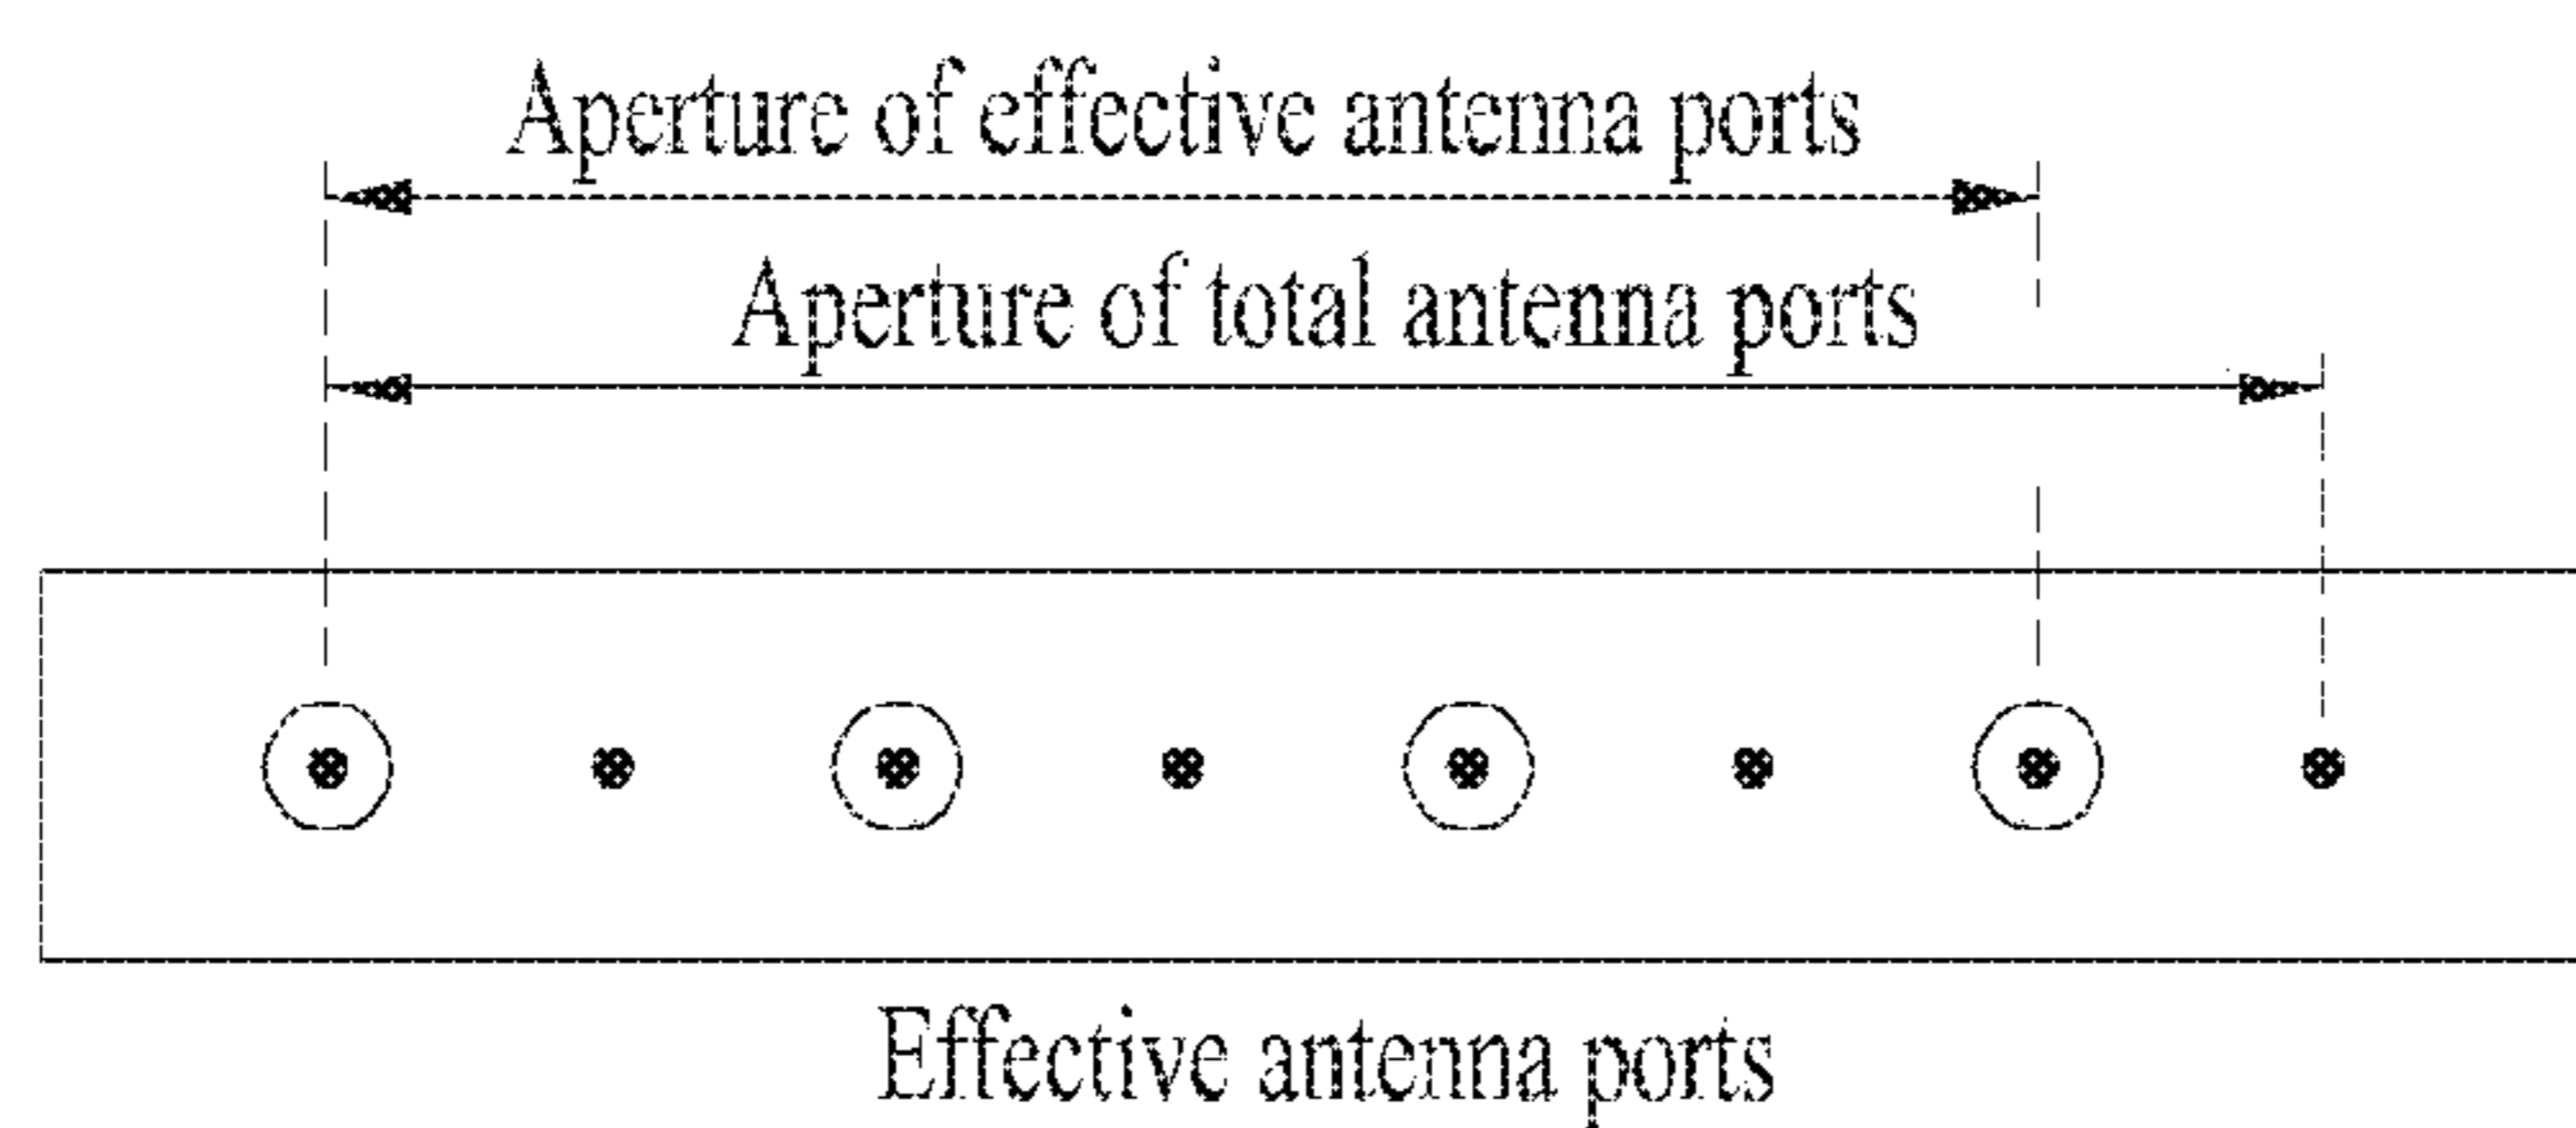 Aperture of effective antenna ports
Aperture of total antenna ports
Effective antenna ports